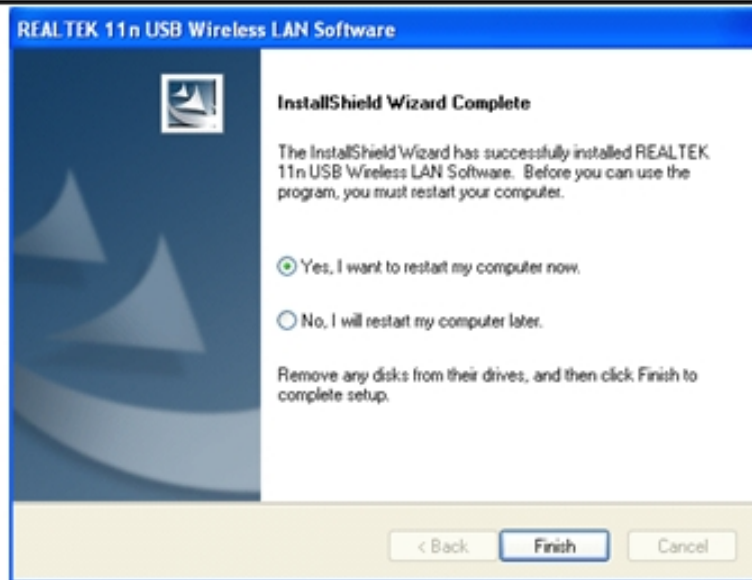 REALTEK 11n USB Wireless LAN Software
InstallShield Wizard Complete
The InstallShield Wizard has successfully installed REALTEK
11n USB Wireless LAN Software.  Before you can use the
program, you must restart your computer.
Yes, I want to restart my computer now.
No, I will restart my computer later.
Remove any disks from their drives, and then click Finish to
complete setup.
< Back Finish Cancel